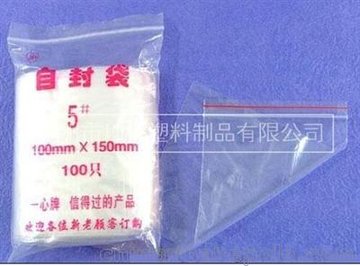 自封袋
5#
100mm×150mm
100只
一心牌 信得过的产品
欢迎各位新老顾客订购
塑料制品有限公司